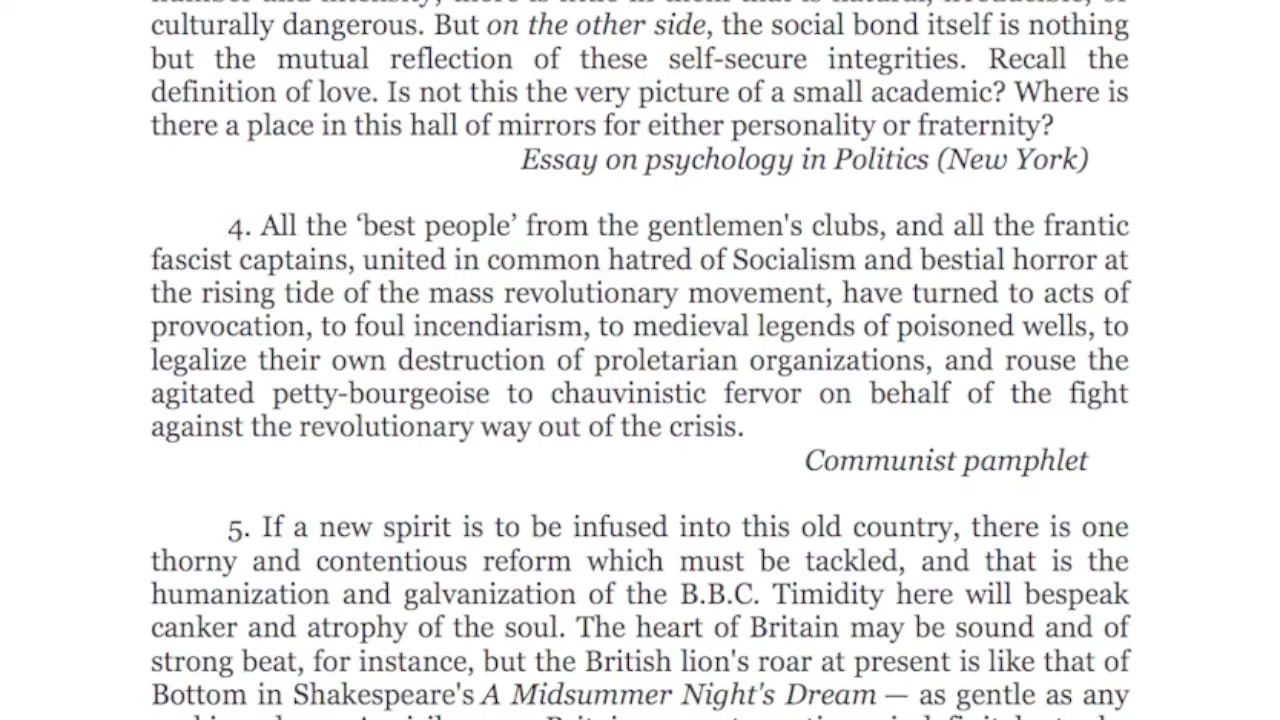 culturally dangerous. But on the other side, the social bond itself is nothing
but the mutual reflection of these self-secure integrities. Recall the
definition of love. Is not this the very picture of a small academic? Where is
there a place in this hall of mirrors for either personality or fraternity?
Essay on psychology in Politics (New York)
4. All the ‘best people’ from the gentlemen's clubs, and all the frantic
fascist captains, united in common hatred of Socialism and bestial horror at
the rising tide of the mass revolutionary movement, have turned to acts of
provocation, to foul incendiarism, to medieval legends of poisoned wells, to
legalize their own destruction of proletarian organizations, and rouse the
agitated petty-bourgeoise to chauvinistic fervor on behalf of the fight
against the revolutionary way out of the crisis.
Communist pamphlet
5. If a new spirit is to be infused into this old country, there is one
thorny and contentious reform which must be tackled, and that is the
humanization and galvanization of the B.B.C. Timidity here will bespeak
canker and atrophy of the soul. The heart of Britain may be sound and of
strong beat, for instance, but the British lion's roar at present is like that of
Bottom in Shakespeare's A Midsummer Night's Dream — as gentle as any